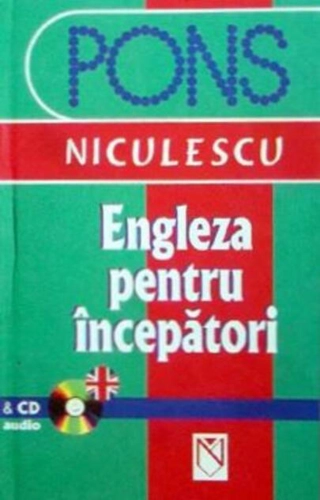 PONS
NICULESCU
Engleza
pentru
începători
& CD
audio
N